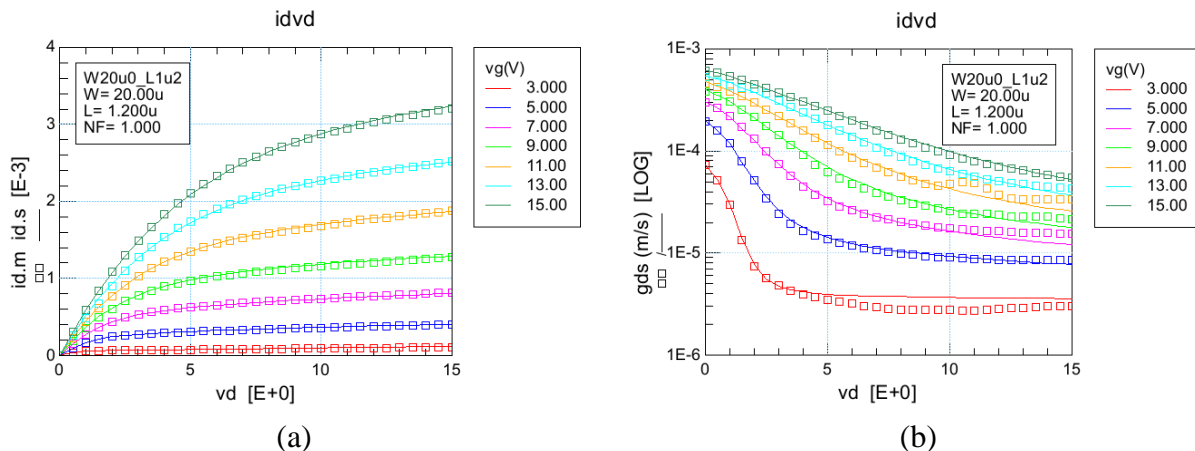 idvd
4
3
2
1
0
id.m id.s [E-3]
W20u0_L1u2
W= 20.00u
L= 1.200u
NF= 1.000
0
5
10
15
vd [E+0]
vg(V)
3.000
5.000
7.000
9.000
11.00
13.00
15.00
(a)
idvd
1E-3
1E-4
1E-5
1E-6
gds (m/s) [LOG]
W20u0_L1u2
W= 20.00u
L= 1.200u
NF= 1.000
0
5
10
15
vd [E+0]
vg(V)
3.000
5.000
7.000
9.000
11.00
13.00
15.00
(b)